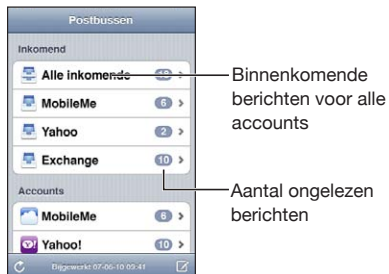 Postbussen
Inkomend
Alle inkomende
MobileMe 6
Yahoo 2
Exchange 10
Accounts
MobileMe 6
Yahoo! 10
Bijgewerkt 07-06-10 09:41
Binnenkomende
berichten voor alle
accounts
Aantal ongelezen
berichten